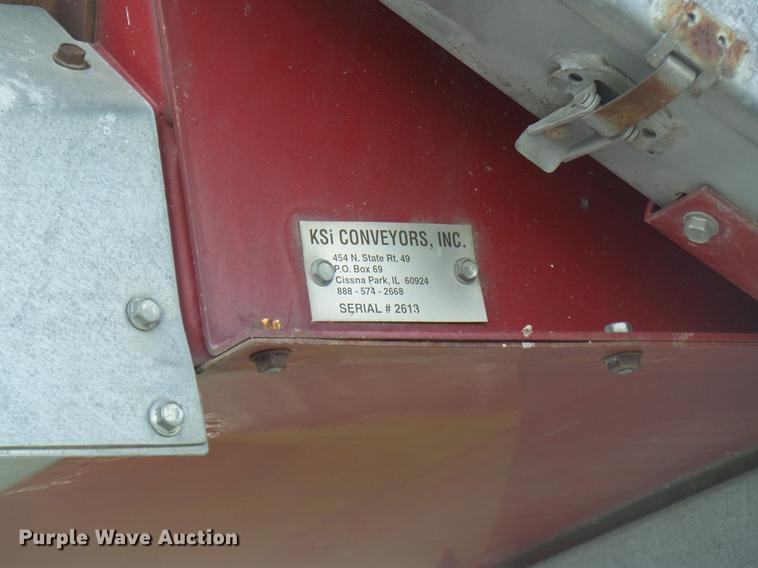 KSi CONVEYORS, INC.
454 N. State Rt. 49
P.O. Box 69
Cissna Park, IL 60924
888 - 574 - 2668
SERIAL # 2613
Purple Wave Auction